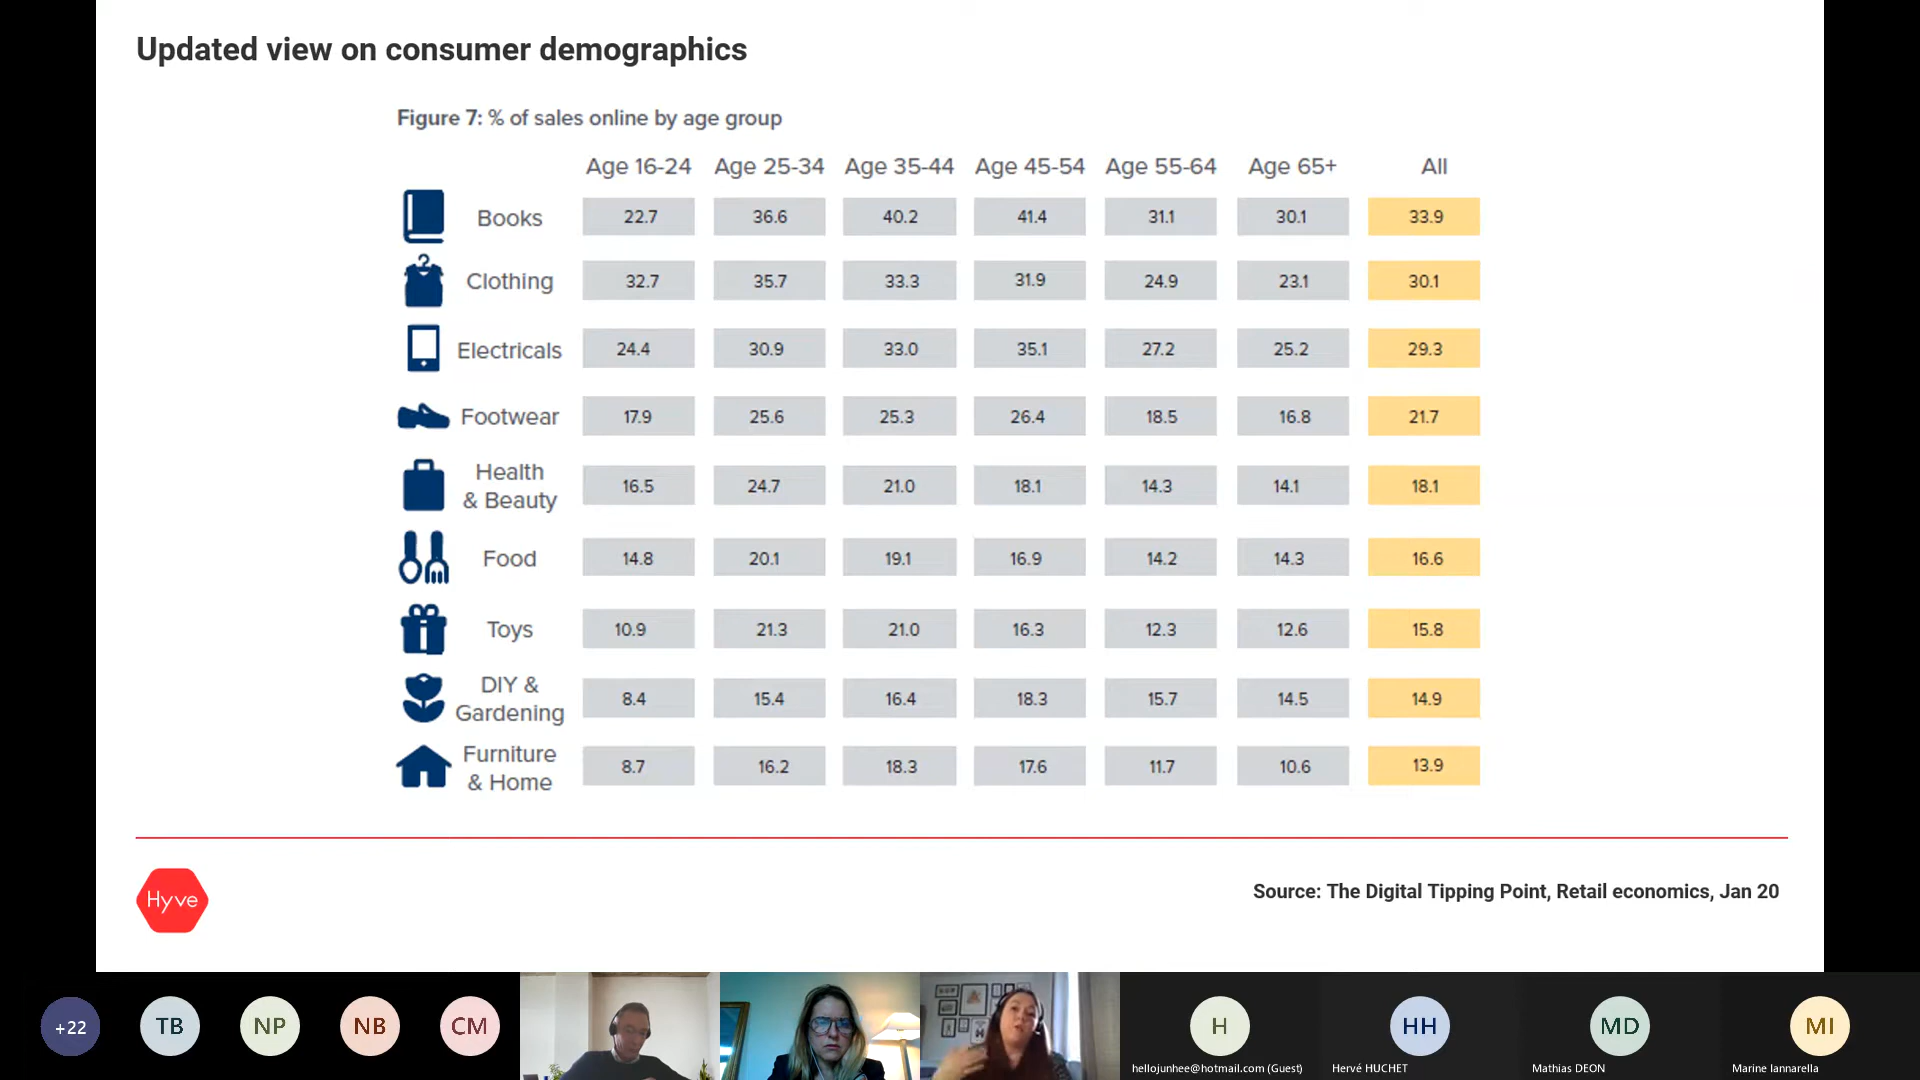 Updated view on consumer demographics
Figure 7: % of sales online by age group
Age 16-24 Age 25-34 Age 35-44 Age 45-54 Age 55-64 Age 65+ All
Books 22.7 36.6 40.2 41.4 31.1 30.1 33.9
Clothing 32.7 35.7 33.3 31.9 24.9 23.1 30.1
Electricals 24.4 30.9 33.0 35.1 27.2 25.2 29.3
Footwear 17.9 25.6 25.3 26.4 18.5 16.8 21.7
Health
& Beauty 16.5 24.7 21.0 18.1 14.3 14.1 18.1
Food 14.8 20.1 19.1 16.9 14.2 14.3 16.6
Toys 10.9 21.3 21.0 16.3 12.3 12.6 15.8
DIY &
Gardening 8.4 15.4 16.4 18.3 15.7 14.5 14.9
Furniture
& Home 8.7 16.2 18.3 17.6 11.7 10.6 13.9
Hyve
Source: The Digital Tipping Point, Retail economics, Jan 20
+22 TB NP NB CM H HH MD MI
hellojunhee@hotmail.com (Guest) Hervé HUCHET Mathias DEON Marine Iannarella